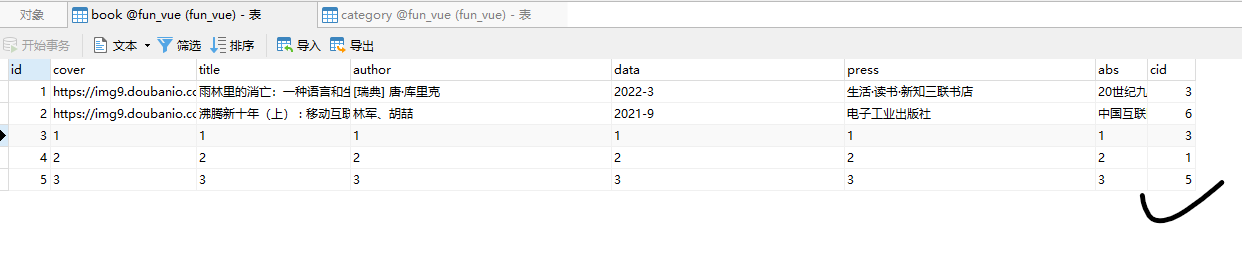 对象 book @fun_vue (fun_vue) - 表 category @fun_vue (fun_vue) - 表
开始事务 文本 筛选 排序 导入 导出
id cover title author data press abs cid
1 https://img9.doubanio.cc 雨林里的消亡：一种语言和生 [瑞典] 唐·库里克 2022-3 生活·读书·新知三联书店 20世纪九 3
2 https://img9.doubanio.cc 沸腾新十年（上）：移动互联 林军、胡喆 2021-9 电子工业出版社 中国互联 6
3 1 1 1 1 1 1 3
4 2 2 2 2 2 2 1
5 3 3 3 3 3 3 5